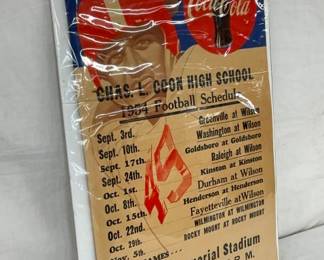 Coca-Cola
CHAS. L. COON HIGH SCHOOL
1954 Football Schedule
Sept. 3rd. Greenville at Wilson
Sept. 10th. Washington at Wilson
Sept. 17th. Goldsboro at Goldsboro
Sept. 24th. Raleigh at Wilson
Oct. 1st. Kinston at Kinston
Oct. 8th. Durham at Wilson
Oct. 15th. Henderson at Henderson
Oct. 22nd. Fayetteville at Wilson
Oct. 29th. WILMINGTON AT WILMINGTON
Nov. 5th. ROCKY MOUNT AT ROCKY MOUNT
45
Stadium
P. M.